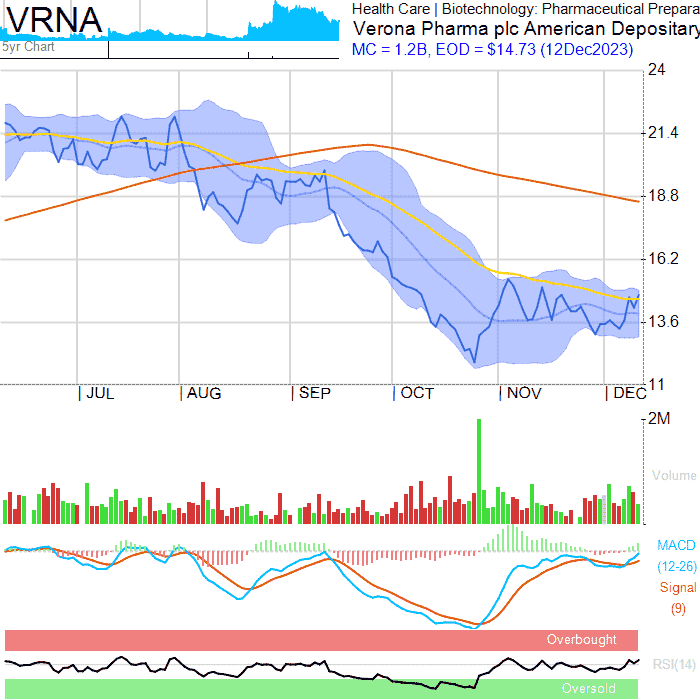 VRNA
5yr Chart
Health Care | Biotechnology: Pharmaceutical Prepara
Verona Pharma plc American Depositary
MC = 1.2B, EOD = $14.73 (12Dec2023)
24
21.4
18.8
16.2
13.6
11
| JUL | AUG | SEP | OCT | NOV | DEC
2M
Volume
MACD
(12-26)
Signal
(9)
Overbought
RSI(14)
Oversold